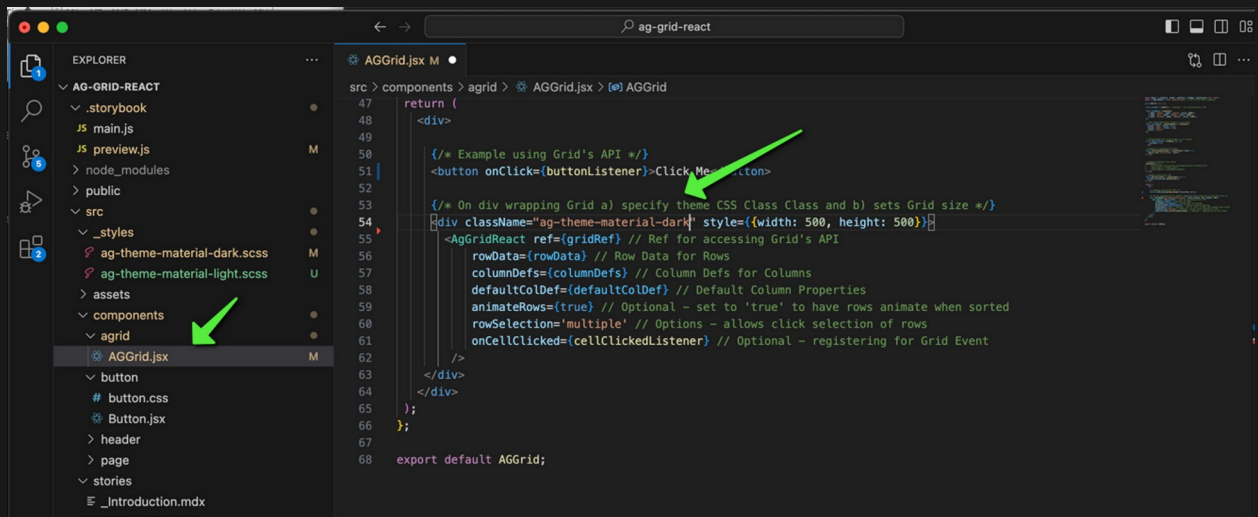 ag-grid-react
EXPLORER
AG-GRID-REACT
.storybook
JS main.js
JS preview.js M
node_modules
public
src
_styles
ag-theme-material-dark.scss M
ag-theme-material-light.scss U
assets
components
agrid
AGGrid.jsx M
button
# button.css
Button.jsx
header
page
stories
_Introduction.mdx
1
5
2
AGGrid.jsx M
src > components > agrid > AGGrid.jsx > AGGrid
47 return (
48 <div>
49
50 {/* Example using Grid's API */}
51 <button onClick={buttonListener}>Click
52
53 {/* On div wrapping Grid a) specify theme CSS Class Class and b) sets Grid size */}
54 <div className="ag-theme-material-dark" style={{width: 500, height: 500}}>
55 <AgGridReact ref={gridRef} // Ref for accessing Grid's API
56 rowData={rowData} // Row Data for Rows
57 columnDefs={columnDefs} // Column Defs for Columns
58 defaultColDef={defaultColDef} // Default Column Properties
59 animateRows={true} // Optional – set to 'true' to have rows animate when sorted
60 rowSelection='multiple' // Options – allows click selection of rows
61 onCellClicked={cellClickedListener} // Optional – registering for Grid Event
62 />
63 </div>
64 </div>
65 );
66 };
67
68 export default AGGrid;